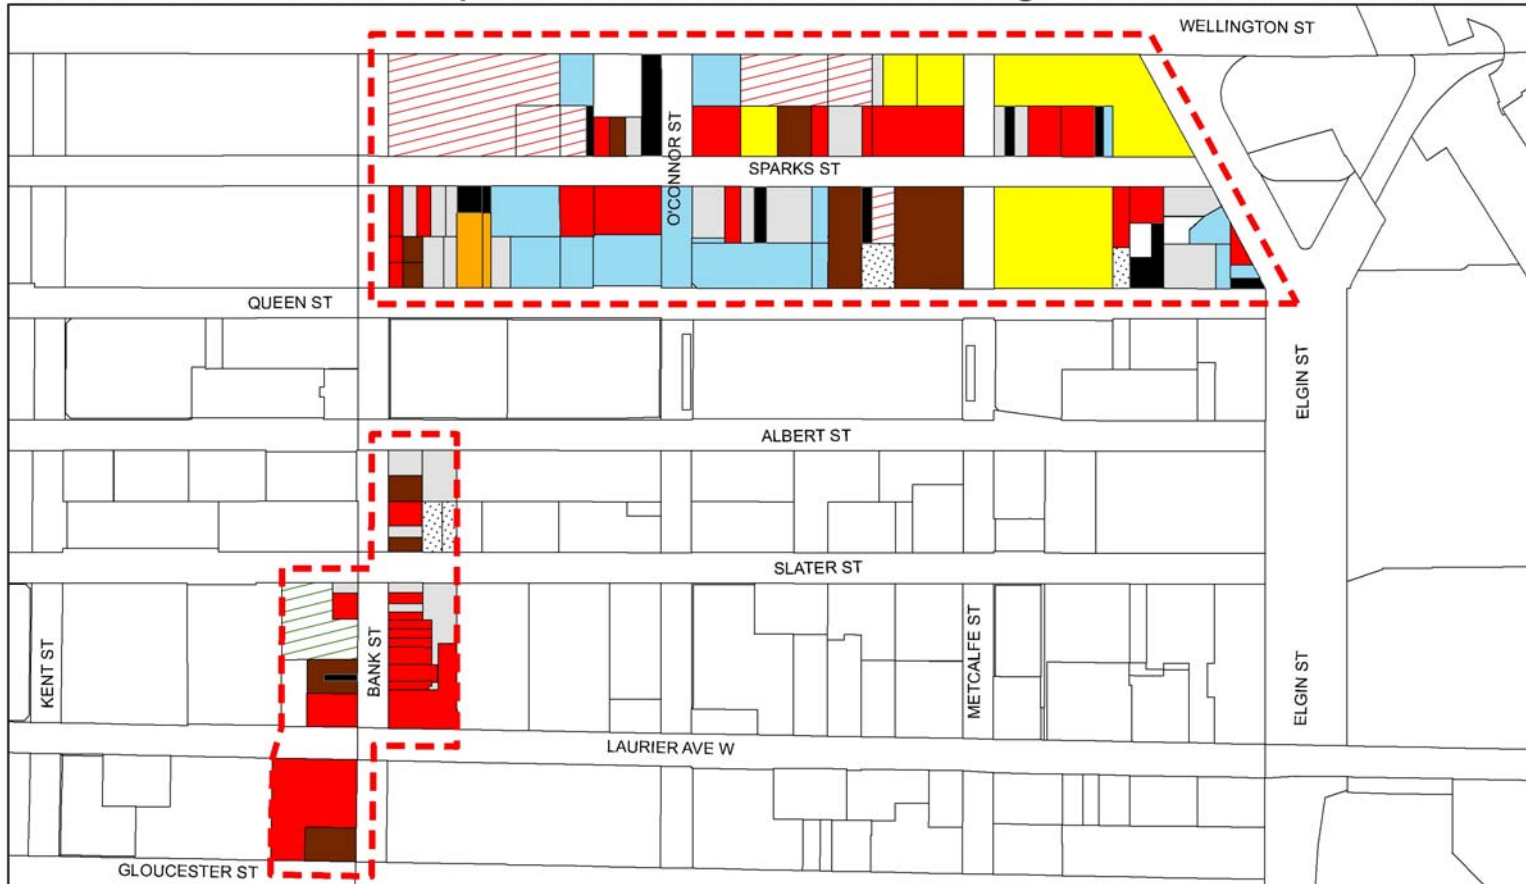 WELLINGTON ST
O'CONNOR ST
SPARKS ST
QUEEN ST
ELGIN ST
ALBERT ST
SLATER ST
KENT ST
BANK ST
METCALFE ST
ELGIN ST
LAURIER AVE W
GLOUCESTER ST